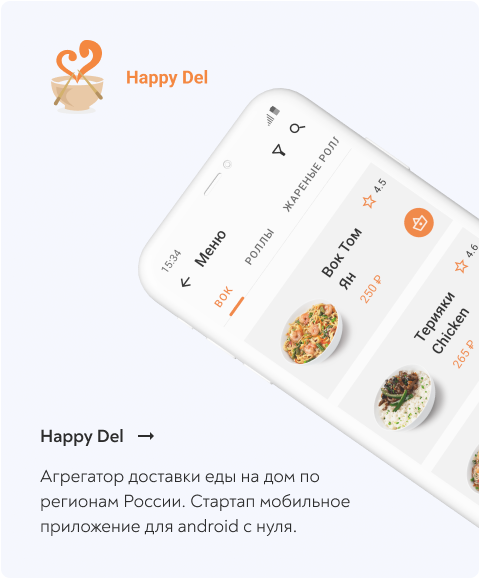 Happy Del
15:34
Меню
ВОК
РОЛЛЫ
ЖАРЕНЫЕ РОЛЛ
4.5
Вок Том
Ян
250 ₽
4.6
Терияки
Chicken
265 ₽
Happy Del →
Агрегатор доставки еды на дом по
регионам России. Стартап мобильное
приложение для android с нуля.